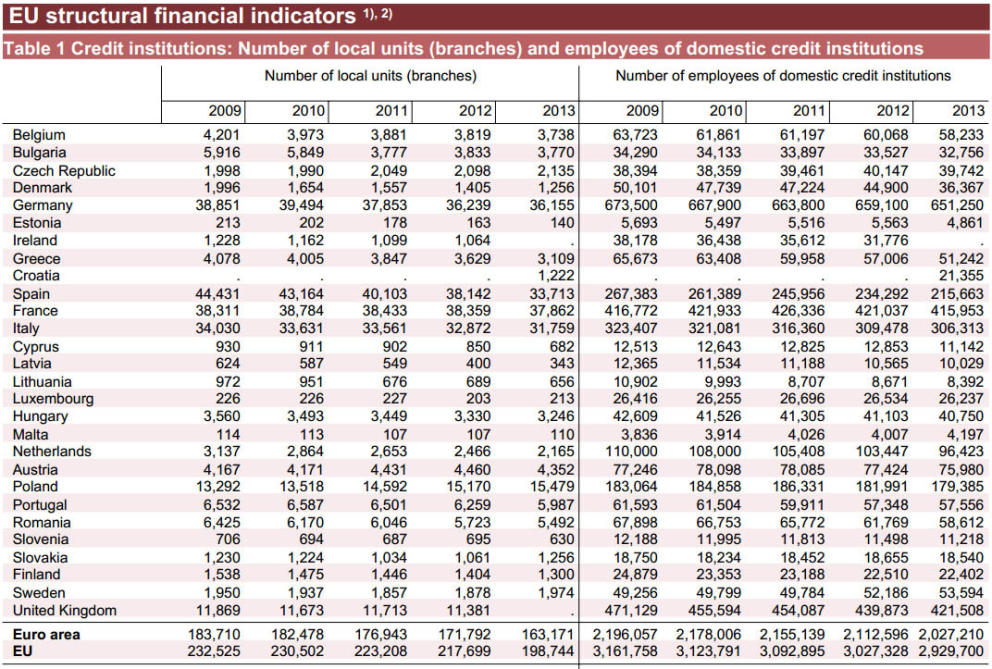 EU structural financial indicators 1), 2)
Table 1 Credit institutions: Number of local units (branches) and employees of domestic credit institutions
Number of local units (branches) Number of employees of domestic credit institutions
2009 2010 2011 2012 2013 2009 2010 2011 2012 2013
Belgium 4,201 3,973 3,881 3,819 3,738 63,723 61,861 61,197 60,068 58,233
Bulgaria 5,916 5,849 3,777 3,833 3,770 34,290 34,133 33,897 33,527 32,756
Czech Republic 1,998 1,990 2,049 2,098 2,135 38,394 38,359 39,461 40,147 39,742
Denmark 1,996 1,654 1,557 1,405 1,256 50,101 47,739 47,224 44,900 36,367
Germany 38,851 39,494 37,853 36,239 36,155 673,500 667,900 663,800 659,100 651,250
Estonia 213 202 178 163 140 5,693 5,497 5,516 5,563 4,861
Ireland 1,228 1,162 1,099 1,064 . 38,178 36,438 35,612 31,776 .
Greece 4,078 4,005 3,847 3,629 3,109 65,673 63,408 59,958 57,006 51,242
Croatia . . . . 1,222 . . . . 21,355
Spain 44,431 43,164 40,103 38,142 33,713 267,383 261,389 245,956 234,292 215,663
France 38,311 38,784 38,433 38,359 37,862 416,772 421,933 426,336 421,037 415,953
Italy 34,030 33,631 33,561 32,872 31,759 323,407 321,081 316,360 309,478 306,313
Cyprus 930 911 902 850 682 12,513 12,643 12,825 12,853 11,142
Latvia 624 587 549 400 343 12,365 11,534 11,188 10,565 10,029
Lithuania 972 951 676 689 656 10,902 9,993 8,707 8,671 8,392
Luxembourg 226 226 227 203 213 26,416 26,255 26,696 26,534 26,237
Hungary 3,560 3,493 3,449 3,330 3,246 42,609 41,526 41,305 41,103 40,750
Malta 114 113 107 107 110 3,836 3,914 4,026 4,007 4,197
Netherlands 3,137 2,864 2,653 2,466 2,165 110,000 108,000 105,408 103,447 96,423
Austria 4,167 4,171 4,431 4,460 4,352 77,246 78,098 78,085 77,424 75,980
Poland 13,292 13,518 14,592 15,170 15,479 183,064 184,858 186,331 181,991 179,385
Portugal 6,532 6,587 6,501 6,259 5,987 61,593 61,504 59,911 57,348 57,556
Romania 6,425 6,170 6,046 5,723 5,492 67,898 66,753 65,772 61,769 58,612
Slovenia 706 694 687 695 630 12,188 11,995 11,813 11,498 11,218
Slovakia 1,230 1,224 1,034 1,061 1,256 18,750 18,234 18,452 18,655 18,540
Finland 1,538 1,475 1,446 1,404 1,300 24,879 23,353 23,188 22,510 22,402
Sweden 1,950 1,937 1,857 1,878 1,974 49,256 49,799 49,784 52,186 53,594
United Kingdom 11,869 11,673 11,713 11,381 . 471,129 455,594 454,087 439,873 421,508
Euro area 183,710 182,478 176,943 171,792 163,171 2,196,057 2,178,006 2,155,139 2,112,596 2,027,210
EU 232,525 230,502 223,208 217,699 198,744 3,161,758 3,123,791 3,092,895 3,027,328 2,929,700